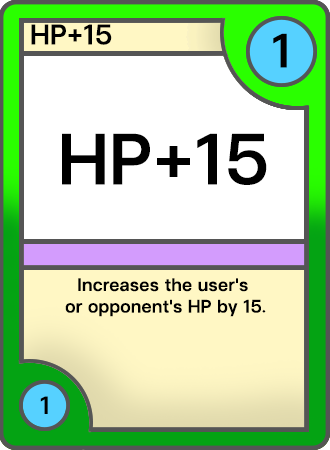 HP+15
1
HP+15
Increases the user's
or opponent's HP by 15.
1